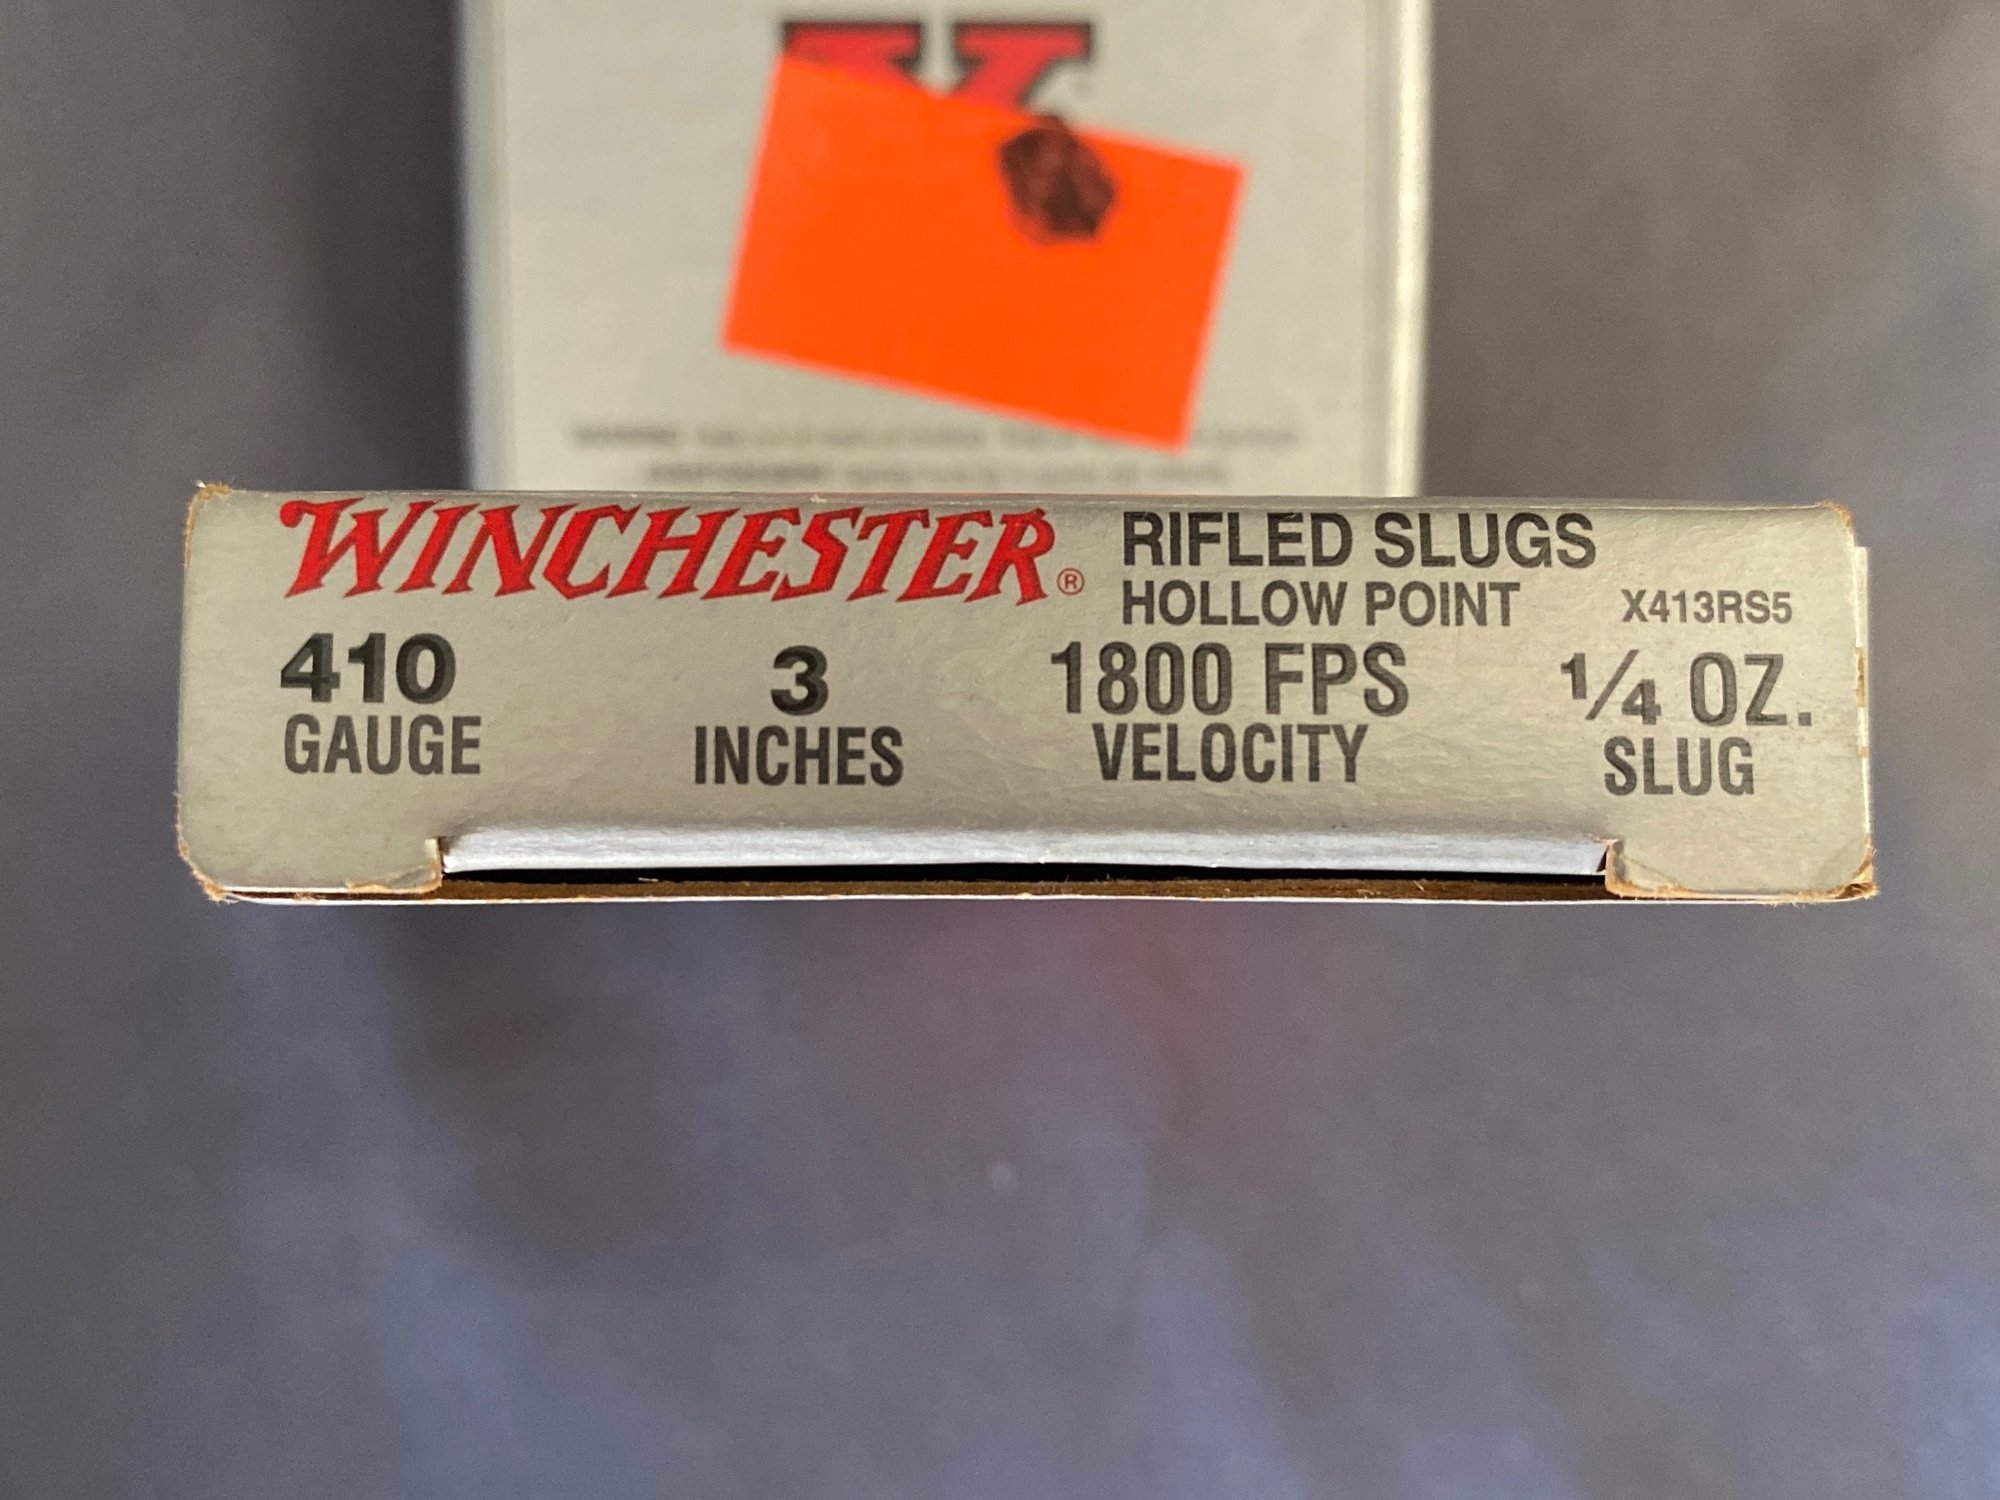 X
WINCHESTER®
RIFLED SLUGS
HOLLOW POINT
X413RS5
410
GAUGE
3
INCHES
1800 FPS
VELOCITY
1/4 OZ.
SLUG